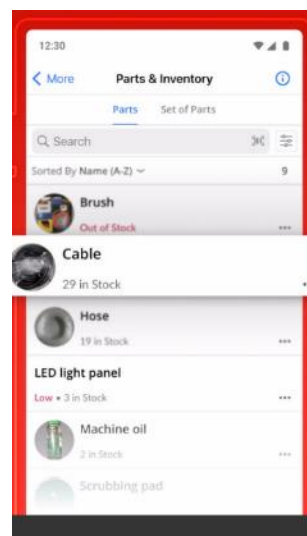 12:30
More Parts & Inventory
Parts Set of Parts
Search
Sorted By Name (A-Z) 9
Brush
Out of Stock
Cable
29 in Stock
Hose
19 in Stock
LED light panel
Low • 3 in Stock
Machine oil
2 in Stock
Scrubbing pad